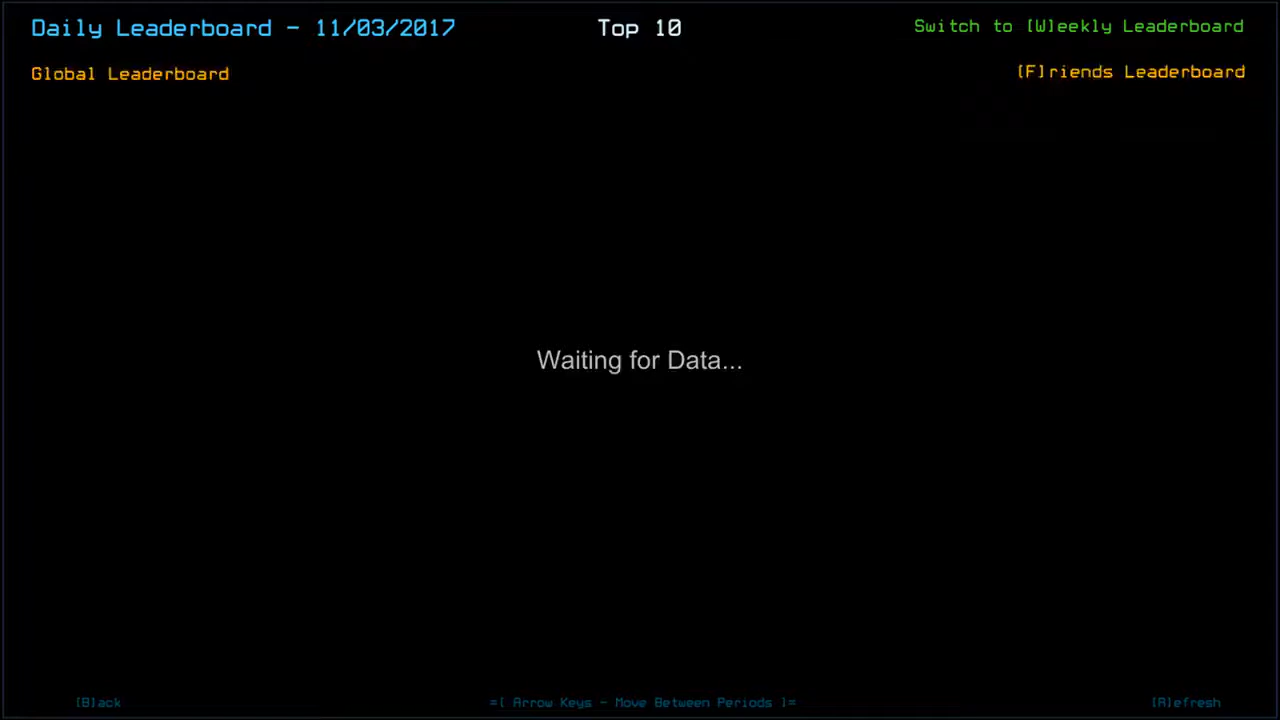 Daily Leaderboard - 11/03/2017
Top 10
Switch to [W]eekly Leaderboard
Global Leaderboard
[F]riends Leaderboard
Waiting for Data...
[B]ack
=[ Arrow Keys - Move Between Periods ]=
[R]efresh